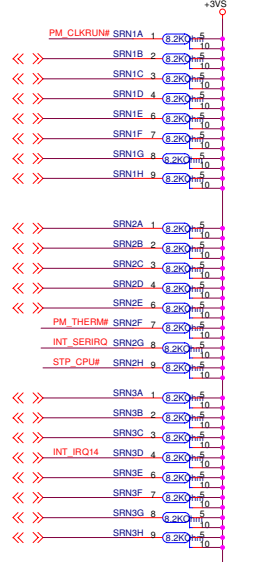 +3VS
PM_CLKRUN# SRN1A 1 8.2KOhm 5 10
SRN1B 2 8.2KOhm 5 10
SRN1C 3 8.2KOhm 5 10
SRN1D 4 8.2KOhm 5 10
SRN1E 6 8.2KOhm 5 10
SRN1F 7 8.2KOhm 5 10
SRN1G 8 8.2KOhm 5 10
SRN1H 9 8.2KOhm 5 10
SRN2A 1 8.2KOhm 5 10
SRN2B 2 8.2KOhm 5 10
SRN2C 3 8.2KOhm 5 10
SRN2D 4 8.2KOhm 5 10
SRN2E 6 8.2KOhm 5 10
PM_THERM# SRN2F 7 8.2KOhm 5 10
INT_SERIRQ SRN2G 8 8.2KOhm 5 10
STP_CPU# SRN2H 9 8.2KOhm 5 10
SRN3A 1 8.2KOhm 5 10
SRN3B 2 8.2KOhm 5 10
SRN3C 3 8.2KOhm 5 10
INT_IRQ14 SRN3D 4 8.2KOhm 5 10
SRN3E 6 8.2KOhm 5 10
SRN3F 7 8.2KOhm 5 10
SRN3G 8 8.2KOhm 5 10
SRN3H 9 8.2KOhm 5 10